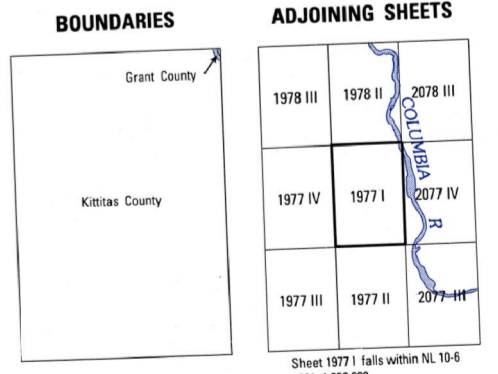 BOUNDARIES
Grant County
Kittitas County
ADJOINING SHEETS
1978 III 1978 II 2078 III
COLUMBIA R
1977 IV 1977 I 2077 IV
1977 III 1977 II 2077 III
Sheet 1977 I falls within NL 10-6